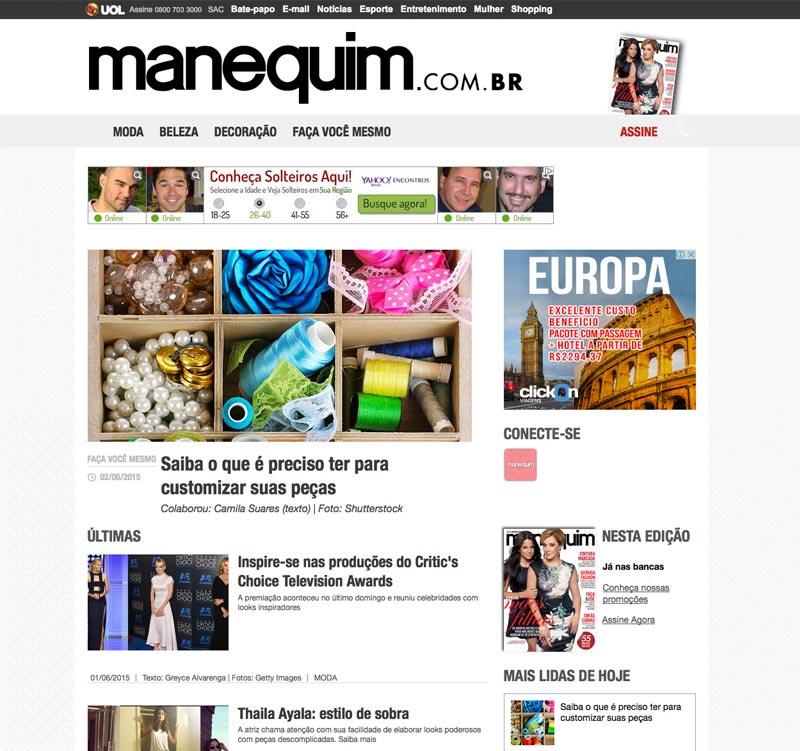 UOL Assine 0800 703 3000 SAC Bate-papo E-mail Notícias Esporte Entretenimento Mulher Shopping
manequim.COM.BR
MODA BELEZA DECORAÇÃO FAÇA VOCÊ MESMO ASSINE
Conheça Solteiros Aqui!
Selecione a Idade e Veja Solteiros em Sua Região
18-25 26-40 41-55 56+
YAHOO! ENCONTROS
BRASIL
Busque agora!
Online Online Online Online
EUROPA
EXCELENTE CUSTO
BENEFÍCIO
PACOTE COM PASSAGEM
+ HOTEL A PARTIR DE
R$2294,37
clickOn
VIAGENS
CONECTE-SE
manequim
FAÇA VOCÊ MESMO
02/06/2015
Saiba o que é preciso ter para
customizar suas peças
Colaborou: Camila Suares (texto) | Foto: Shutterstock
ÚLTIMAS
Inspire-se nas produções do Critic's
Choice Television Awards
A premiação aconteceu no último domingo e reuniu celebridades com
looks inspiradores
01/06/2015 | Texto: Greyce Alvarenga | Fotos: Getty Images | MODA
Thaila Ayala: estilo de sobra
A atriz chama atenção com sua facilidade de elaborar looks poderosos
com peças descomplicadas. Saiba mais
manequim
CINTURA
MARCADA
55
NESTA EDIÇÃO
Já nas bancas
Conheça nossas
promoções
Assine Agora
MAIS LIDAS DE HOJE
Saiba o que é preciso ter para
customizar suas peças